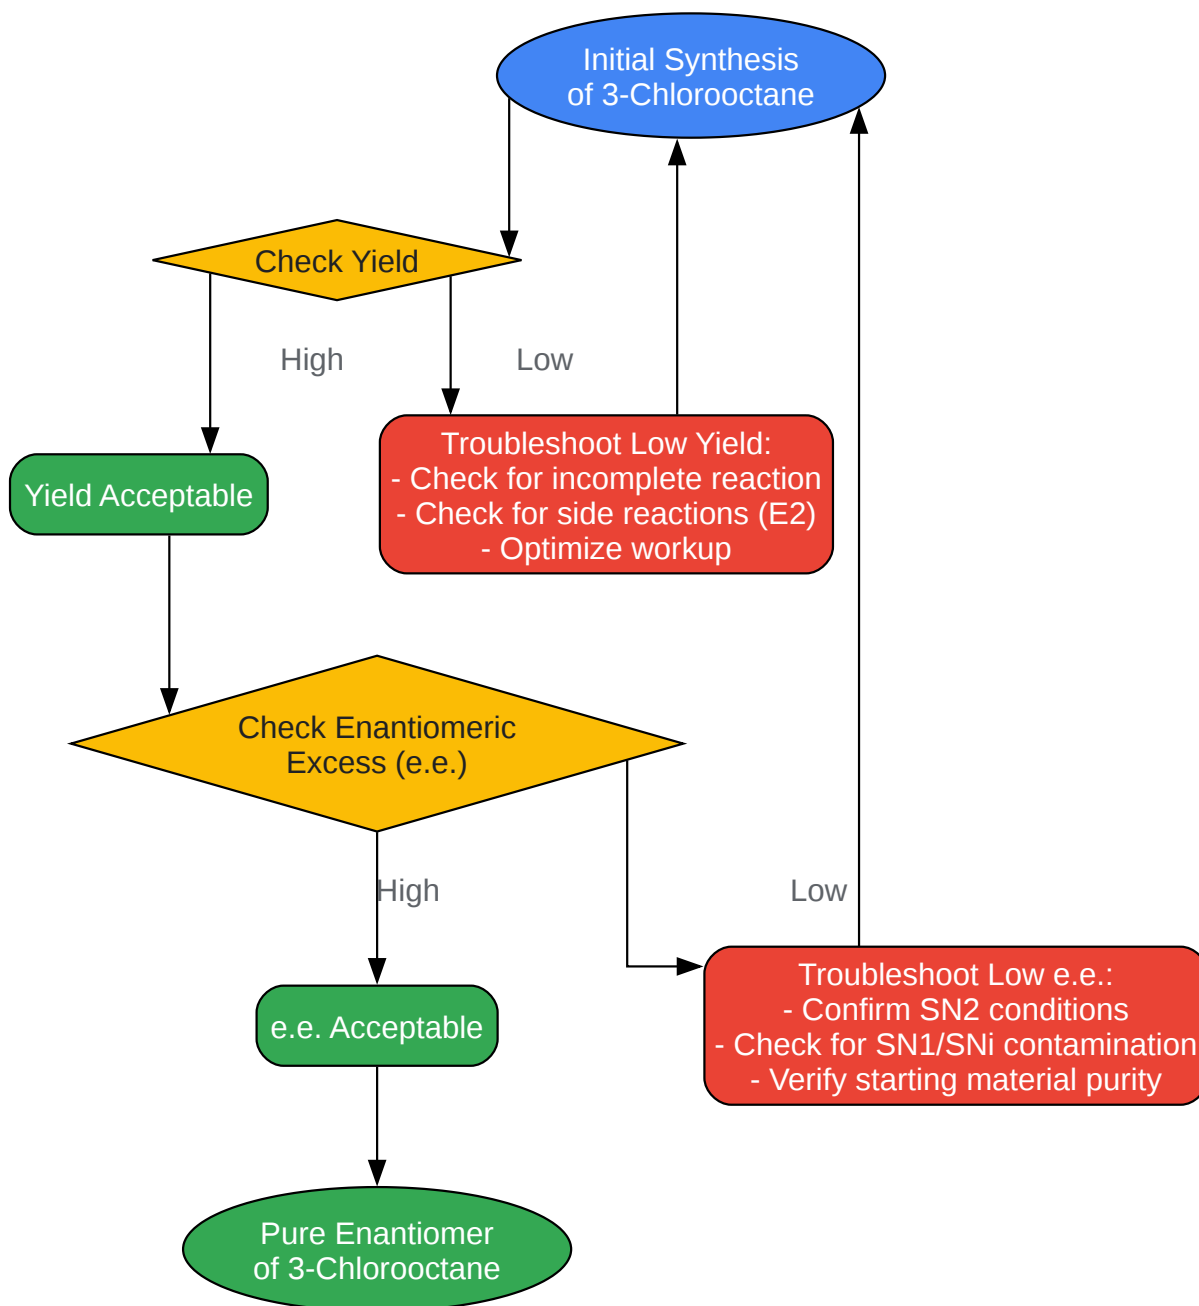 Initial Synthesis
of 3-Chlorooctane
Check Yield
High
Low
Troubleshoot Low Yield:
- Check for incomplete reaction
- Check for side reactions (E2)
- Optimize workup
Yield Acceptable
Check Enantiomeric
Excess (e.e.)
High
Low
Troubleshoot Low e.e.:
- Confirm SN2 conditions
- Check for SN1/SNi contamination
- Verify starting material purity
e.e. Acceptable
Pure Enantiomer
of 3-Chlorooctane